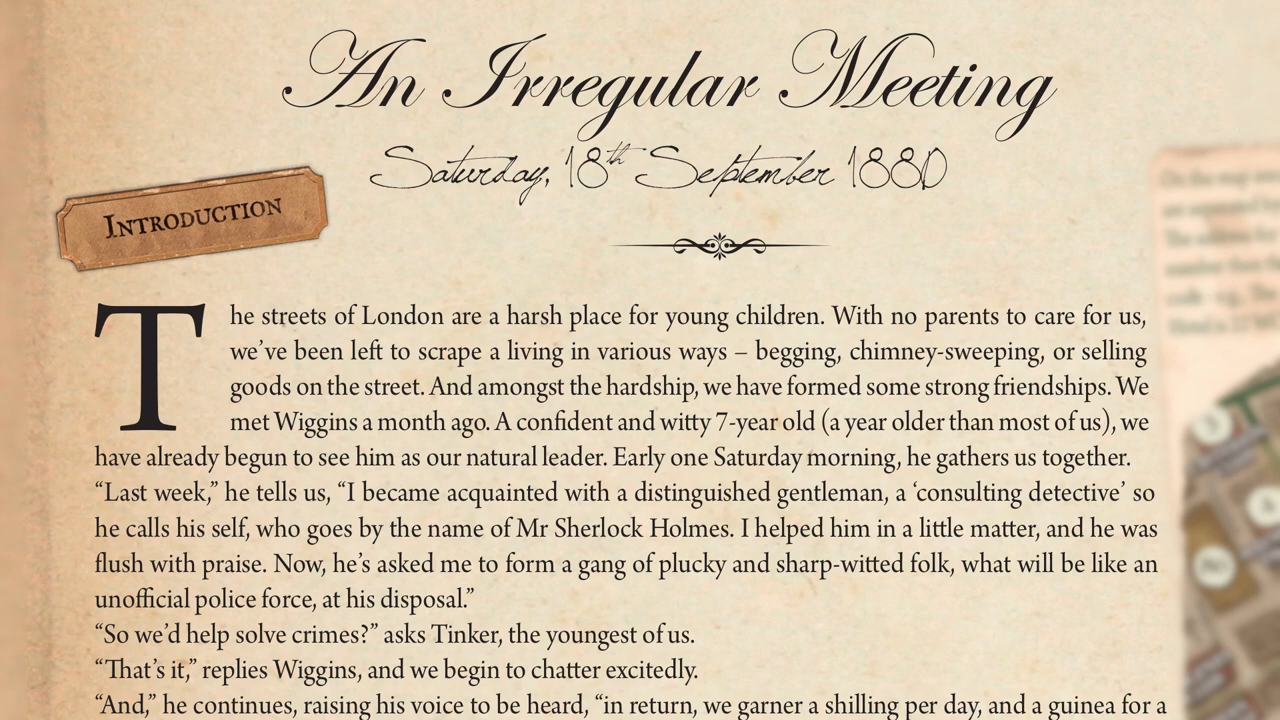 An Irregular Meeting
Saturday, 18th September 1880
INTRODUCTION
The streets of London are a harsh place for young children. With no parents to care for us,
we’ve been left to scrape a living in various ways – begging, chimney-sweeping, or selling
goods on the street. And amongst the hardship, we have formed some strong friendships. We
met Wiggins a month ago. A confident and witty 7-year old (a year older than most of us), we
have already begun to see him as our natural leader. Early one Saturday morning, he gathers us together.
“Last week,” he tells us, “I became acquainted with a distinguished gentleman, a ‘consulting detective’ so
he calls his self, who goes by the name of Mr Sherlock Holmes. I helped him in a little matter, and he was
flush with praise. Now, he’s asked me to form a gang of plucky and sharp-witted folk, what will be like an
unofficial police force, at his disposal.”
“So we’d help solve crimes?” asks Tinker, the youngest of us.
“That’s it,” replies Wiggins, and we begin to chatter excitedly.
“And,” he continues, raising his voice to be heard, “in return, we garner a shilling per day, and a guinea for a